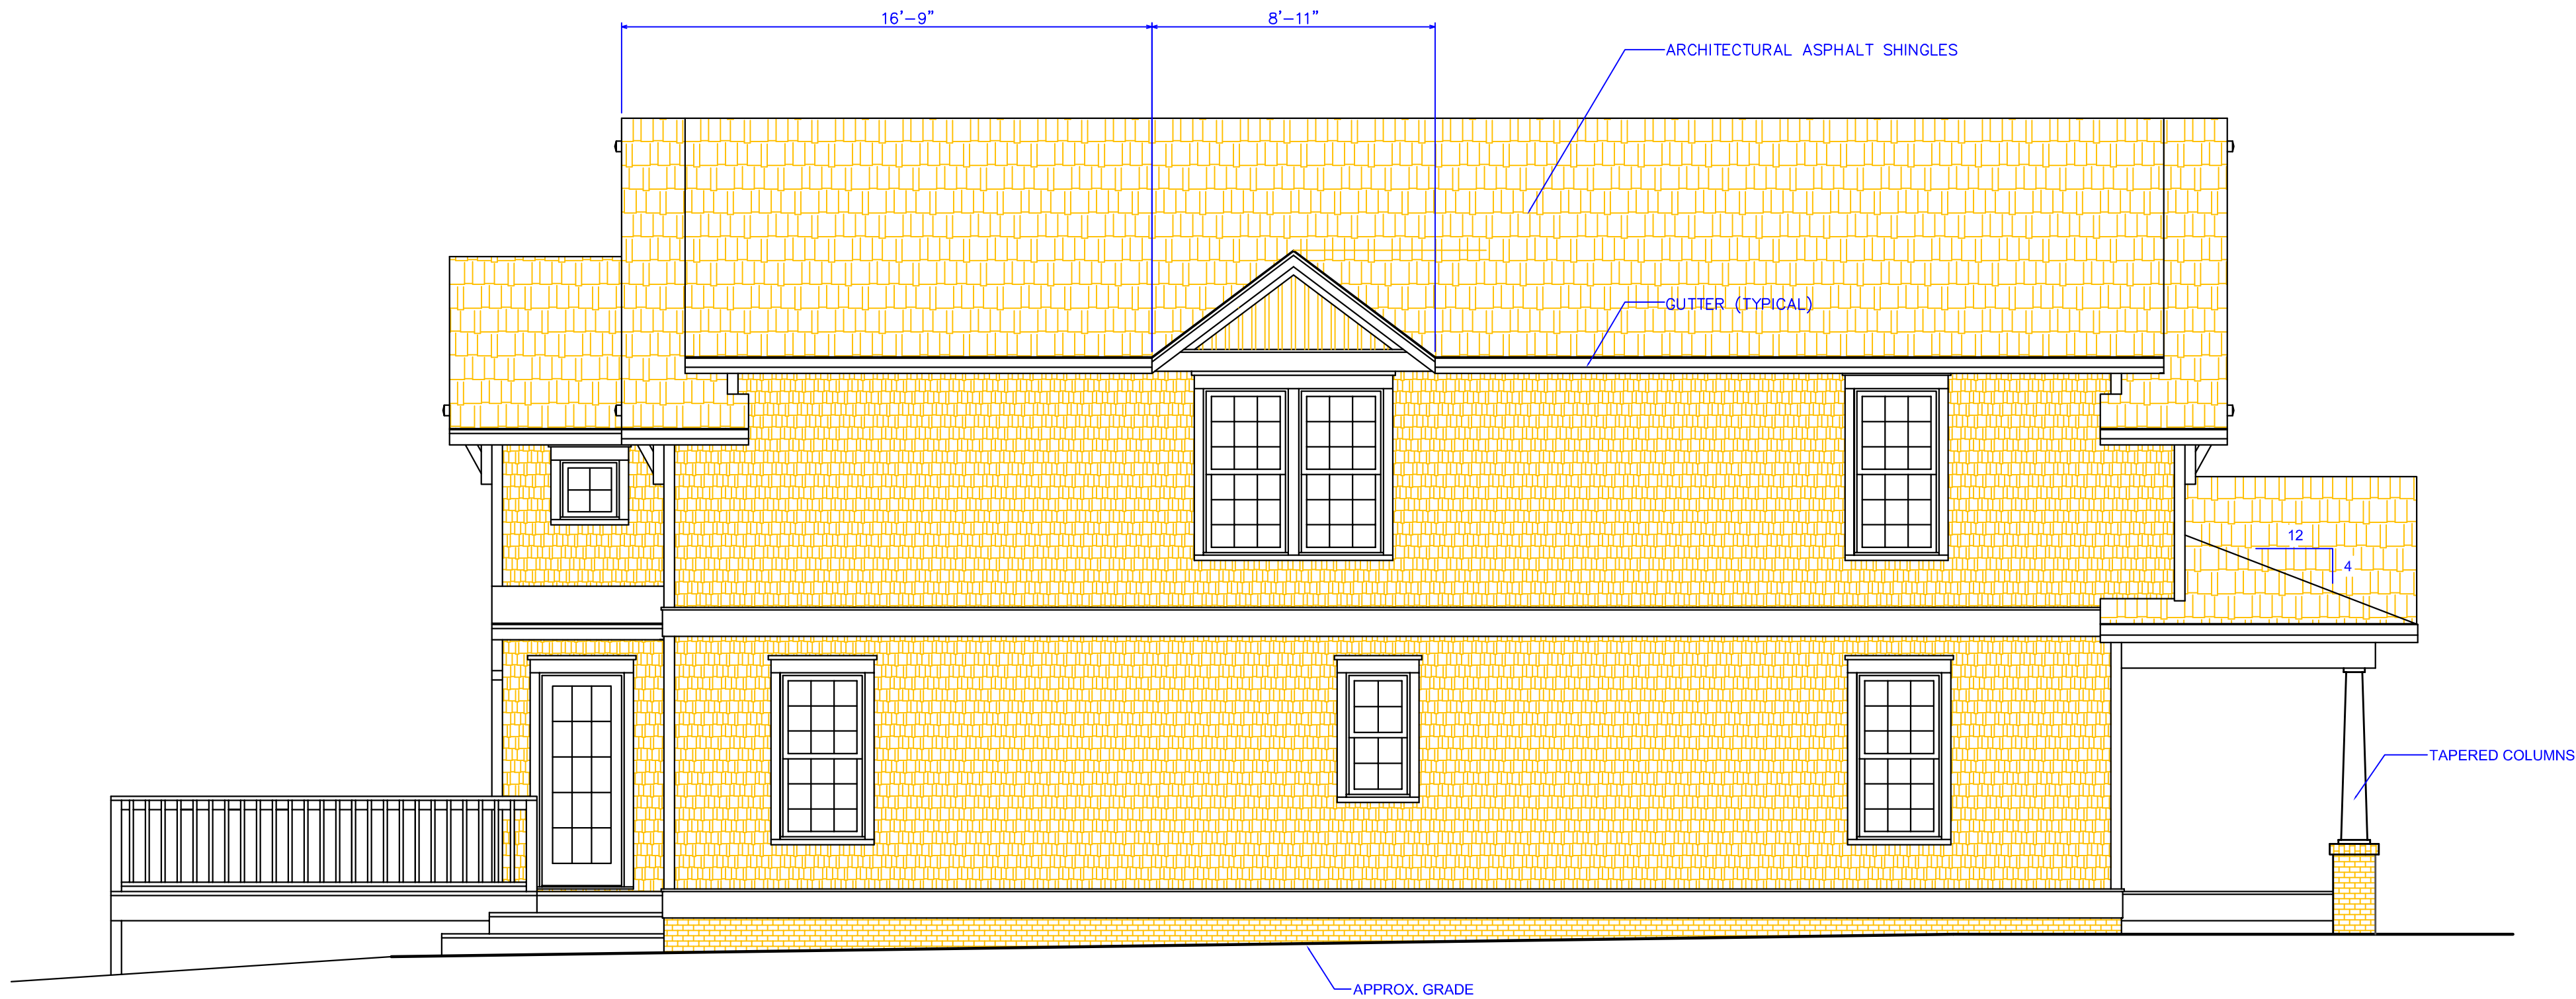 16'-9"
8'-11"
ARCHITECTURAL ASPHALT SHINGLES
GUTTER (TYPICAL)
12
4
TAPERED COLUMNS
APPROX. GRADE